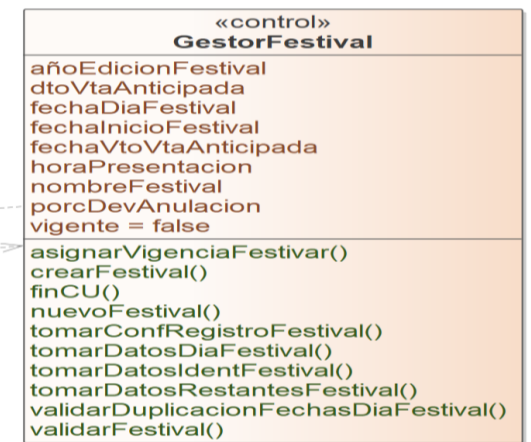 «control»
GestorFestival
añoEdicionFestival
dtoVtaAnticipada
fechaDiaFestival
fechaInicioFestival
fechaVtoVtaAnticipada
horaPresentacion
nombreFestival
porcDevAnulacion
vigente = false
asignarVigenciaFestivar()
crearFestival()
finCU()
nuevoFestival()
tomarConfRegistroFestival()
tomarDatosDiaFestival()
tomarDatosIdentFestival()
tomarDatosRestantesFestival()
validarDuplicacionFechasDiaFestival()
validarFestival()